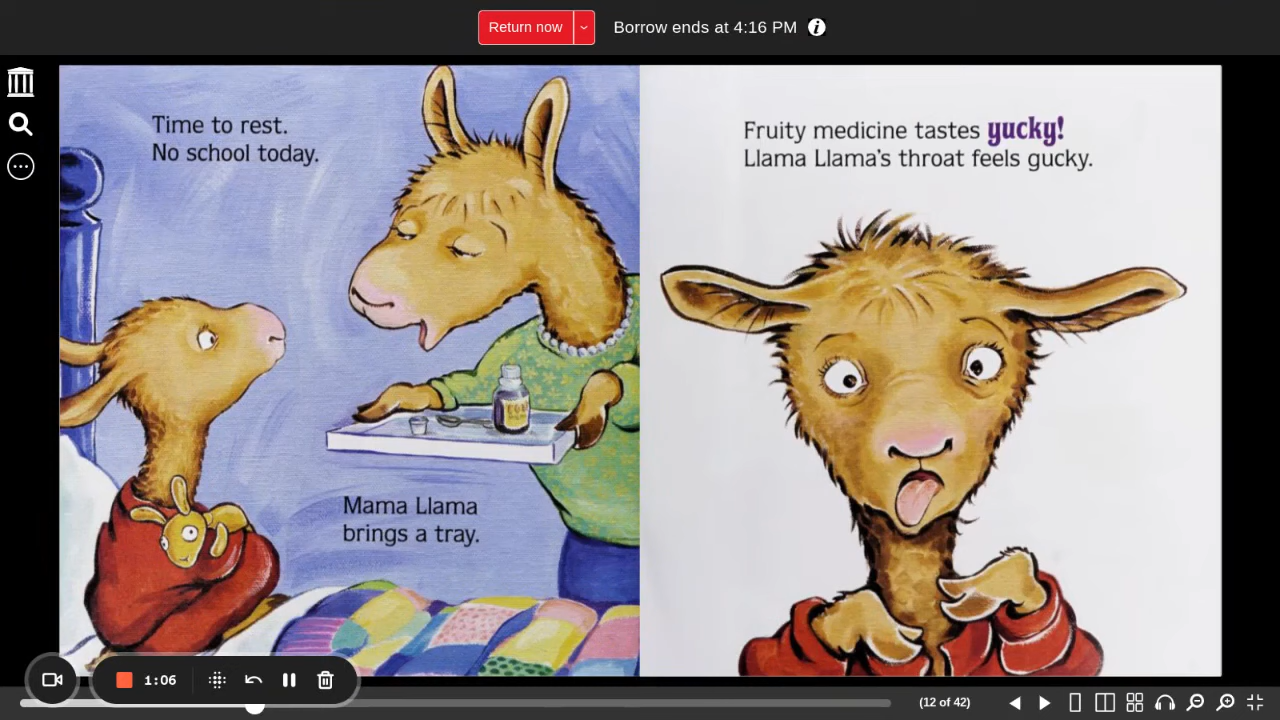 Return now
Borrow ends at 4:16 PM
Time to rest.
No school today.
Mama Llama
brings a tray.
Fruity medicine tastes yucky!
Llama Llama's throat feels gucky.
1:06
(12 of 42)